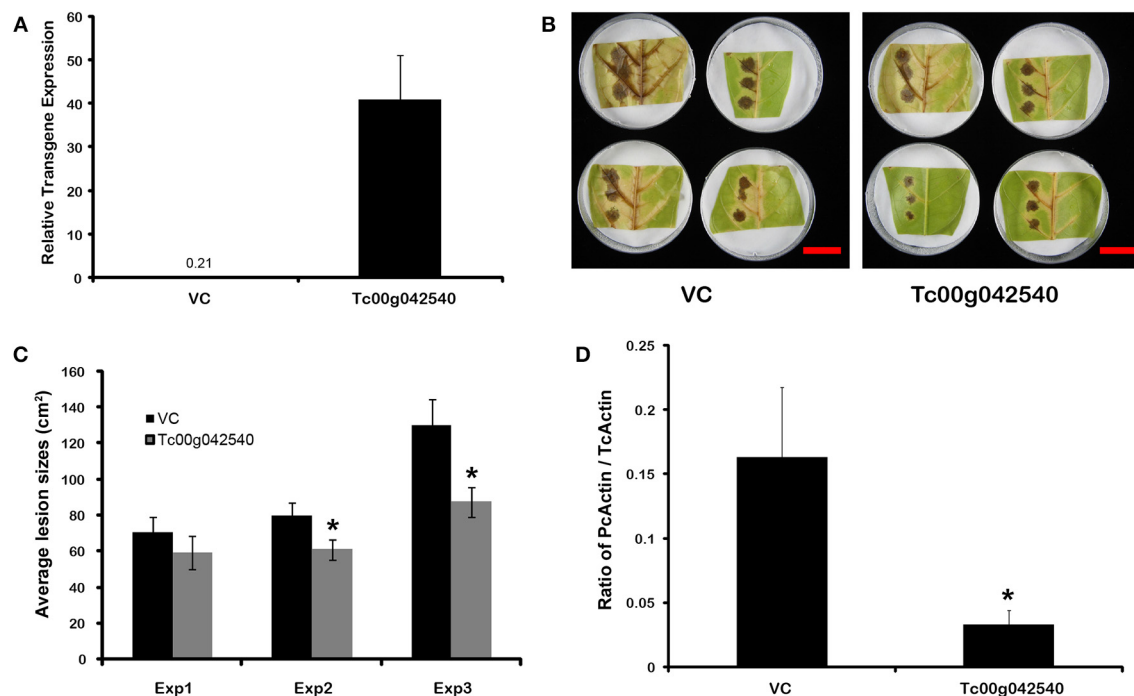 A
Relative Transgene Expression
60
50
40
30
20
10
0
0.21
VC
Tc00g042540
B
VC
Tc00g042540
C
Average lesion sizes (cm²)
160
140
120
100
80
60
40
20
0
VC
Tc00g042540
*
*
Exp1
Exp2
Exp3
D
Ratio of PcActin / TcActin
0.25
0.2
0.15
0.1
0.05
0
*
VC
Tc00g042540